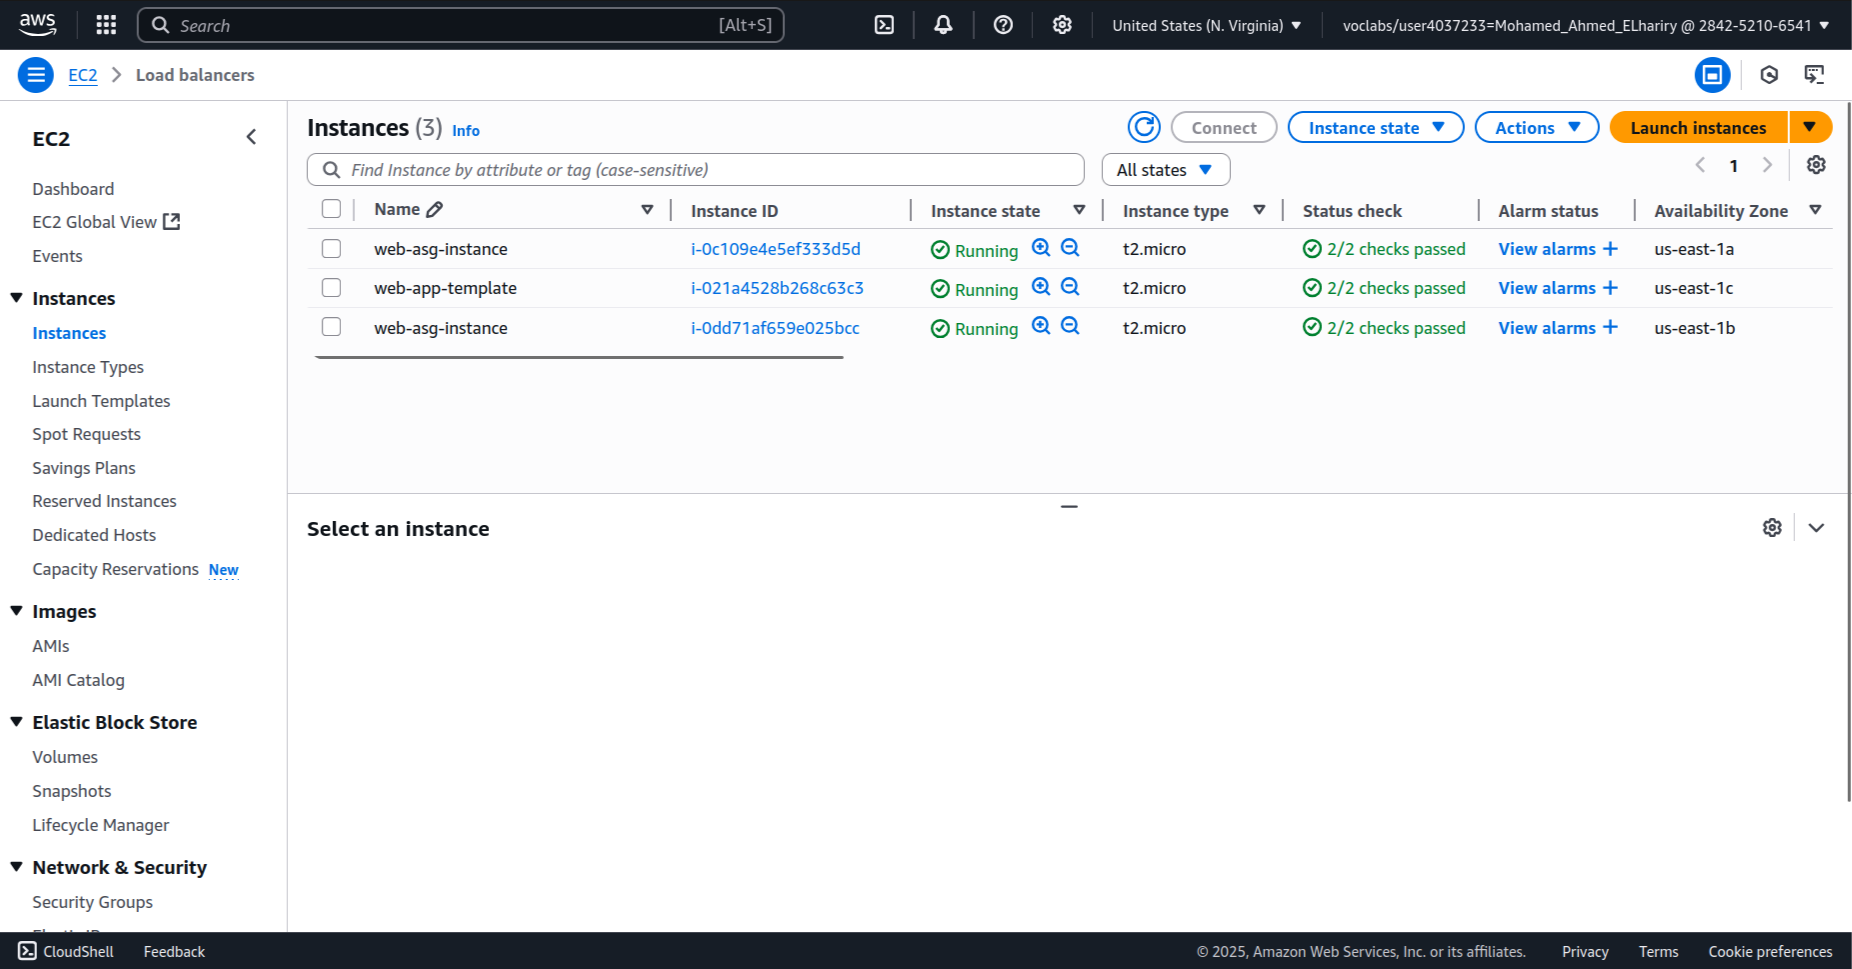 aws
Search [Alt+S]
United States (N. Virginia)
voclabs/user4037233=Mohamed_Ahmed_ELhariry @ 2842-5210-6541
EC2 Load balancers
EC2
Dashboard
EC2 Global View
Events
Instances
Instances
Instance Types
Launch Templates
Spot Requests
Savings Plans
Reserved Instances
Dedicated Hosts
Capacity Reservations New
Images
AMIs
AMI Catalog
Elastic Block Store
Volumes
Snapshots
Lifecycle Manager
Network & Security
Security Groups
Instances (3) Info
Connect
Instance state
Actions
Launch instances
Find Instance by attribute or tag (case-sensitive)
All states
1
Name Instance ID Instance state Instance type Status check Alarm status Availability Zone
web-asg-instance i-0c109e4e5ef333d5d Running t2.micro 2/2 checks passed View alarms us-east-1a
web-app-template i-021a4528b268c63c3 Running t2.micro 2/2 checks passed View alarms us-east-1c
web-asg-instance i-0dd71af659e025bcc Running t2.micro 2/2 checks passed View alarms us-east-1b
Select an instance
CloudShell Feedback
© 2025, Amazon Web Services, Inc. or its affiliates. Privacy Terms Cookie preferences